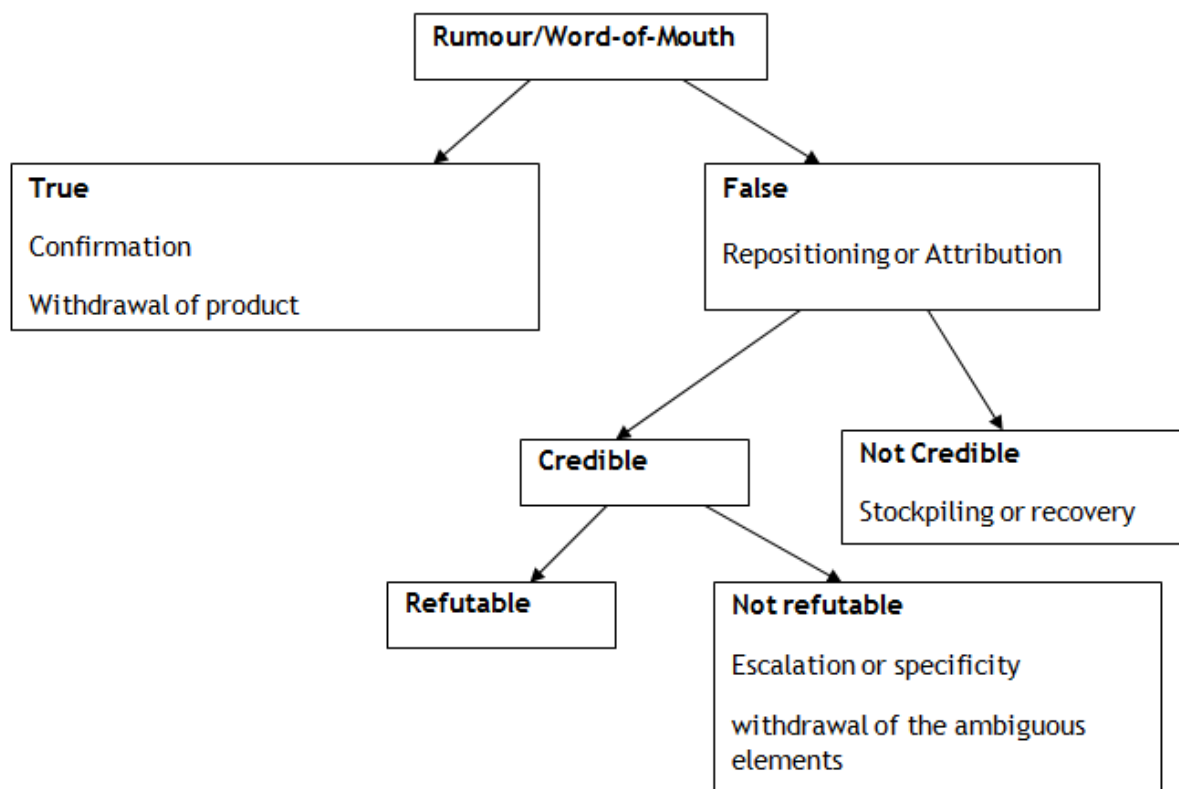 Rumour/Word-of-Mouth
True
Confirmation
Withdrawal of product
False
Repositioning or Attribution
Credible
Not Credible
Stockpiling or recovery
Refutable
Not refutable
Escalation or specificity
withdrawal of the ambiguous
elements